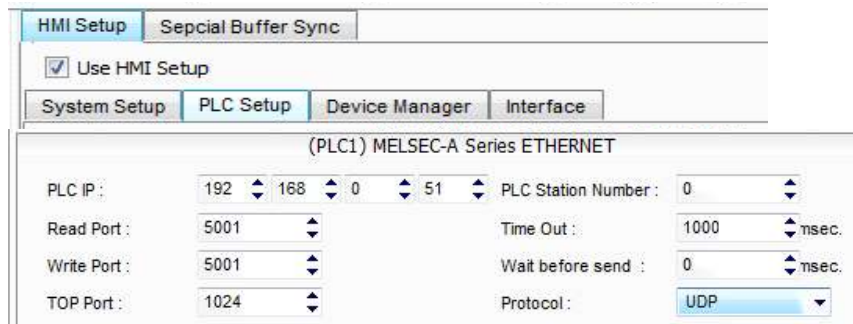 HMI Setup Sepcial Buffer Sync
Use HMI Setup
System Setup PLC Setup Device Manager Interface
(PLC1) MELSEC-A Series ETHERNET
PLC IP : 192 168 0 51 PLC Station Number : 0
Read Port : 5001 Time Out : 1000 msec.
Write Port : 5001 Wait before send : 0 msec.
TOP Port : 1024 Protocol : UDP